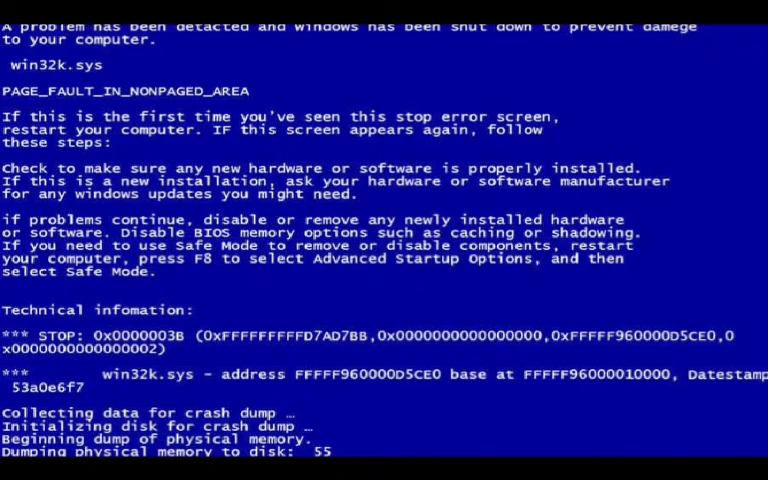 A problem has been detected and windows has been shut down to prevent damage
to your computer.
win32k.sys
PAGE_FAULT_IN_NONPAGED_AREA
If this is the first time you've seen this stop error screen,
restart your computer. IF this screen appears again, follow
these steps:
Check to make sure any new hardware or software is properly installed.
If this is a new installation, ask your hardware or software manufacturer
for any windows updates you might need.
if problems continue, disable or remove any newly installed hardware
or software. Disable BIOS memory options such as caching or shadowing.
If you need to use Safe Mode to remove or disable components, restart
your computer, press F8 to select Advanced Startup Options, and then
select Safe Mode.
Technical infomation:
*** STOP: 0x0000003B (0xFFFFFFFFFD7AD7BB,0x0000000000000000,0xFFFFF960000D5CE0,0
x0000000000000002)
*** win32k.sys - address FFFFF960000D5CE0 base at FFFFF96000010000, Datestamp
53a0e6f7
Collecting data for crash dump …
Initializing disk for crash dump …
Beginning dump of physical memory.
Dumping physical memory to disk: 55